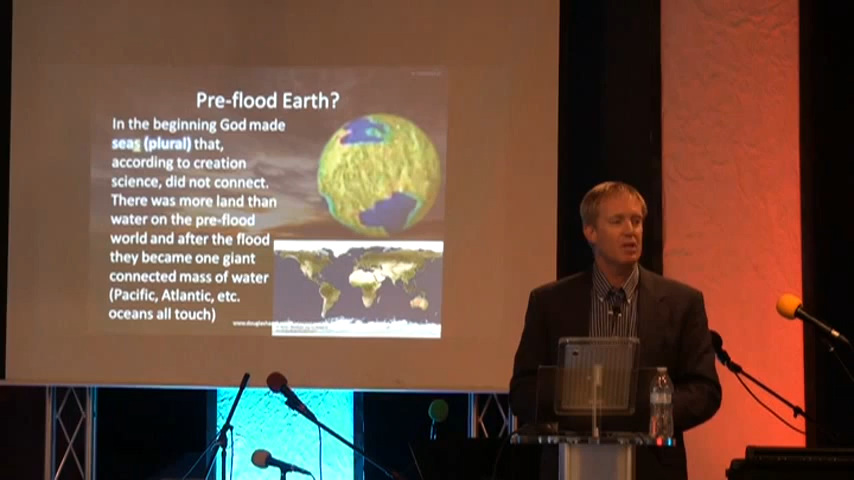 Pre-flood Earth?
In the beginning God made
seas (plural) that,
according to creation
science, did not connect.
There was more land than
water on the pre-flood
world and after the flood
they became one giant
connected mass of water
(Pacific, Atlantic, etc.
oceans all touch)